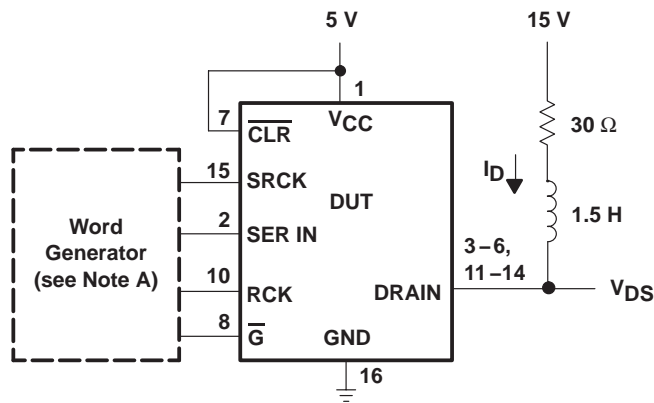 5 V
15 V
1
7
VCC
CLR
30 Ω
15
SRCK
ID
DUT
Word
Generator
(see Note A)
2
SER IN
1.5 H
3–6,
11–14
10
RCK
DRAIN
VDS
8
G
GND
16